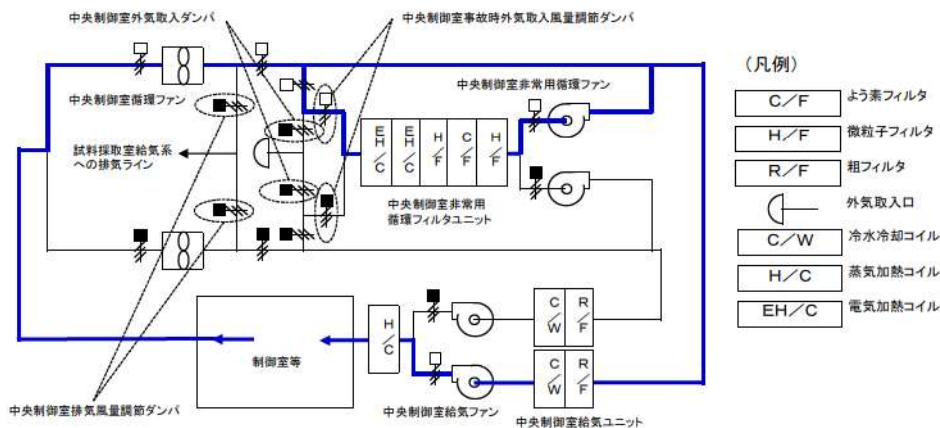 中央制御室外気取入ダンパ
中央制御室事故時外気取入風量調節ダンパ
中央制御室循環ファン
中央制御室非常用循環ファン
試料採取室給気系
への排気ライン
EH/C
EH/C
H/F
C/F
H/F
中央制御室非常用
循環フィルタユニット
制御室等
H/C
C/W
R/F
C/W
R/F
中央制御室排気風量調節ダンパ
中央制御室給気ファン
中央制御室給気ユニット
(凡例)
C/F
よう素フィルタ
H/F
微粒子フィルタ
R/F
粗フィルタ
外気取入口
C/W
冷水冷却コイル
H/C
蒸気加熱コイル
EH/C
電気加熱コイル